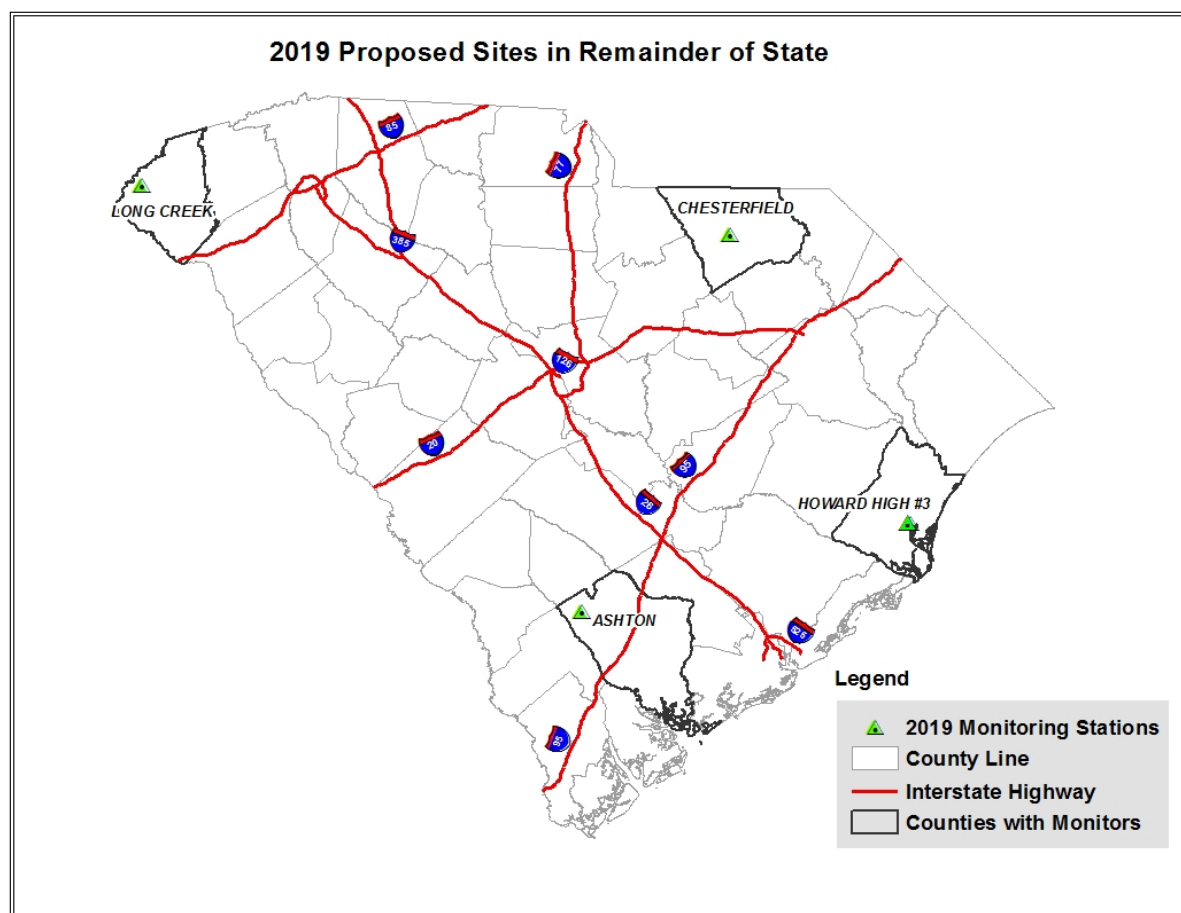 2019 Proposed Sites in Remainder of State
85
77
LONG CREEK
CHESTERFIELD
385
126
20
95
26
HOWARD HIGH #3
ASHTON
526
95
Legend
2019 Monitoring Stations
County Line
Interstate Highway
Counties with Monitors